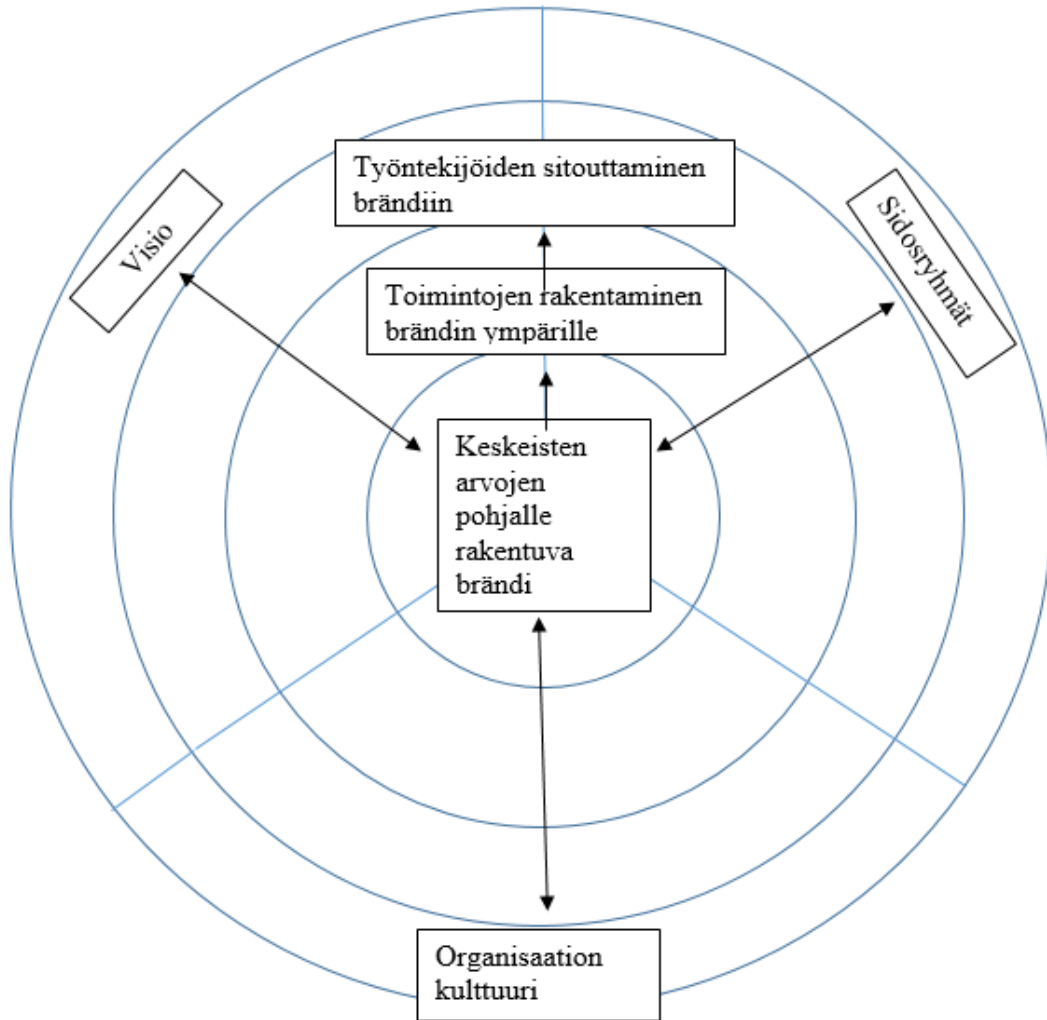 Työntekijöiden sitouttaminen
brändiin
Visio
Sidosryhmät
Toimintojen rakentaminen
brändin ympärille
Keskeisten
arvojen
pohjalle
rakentuva
brändi
Organisaation
kulttuuri